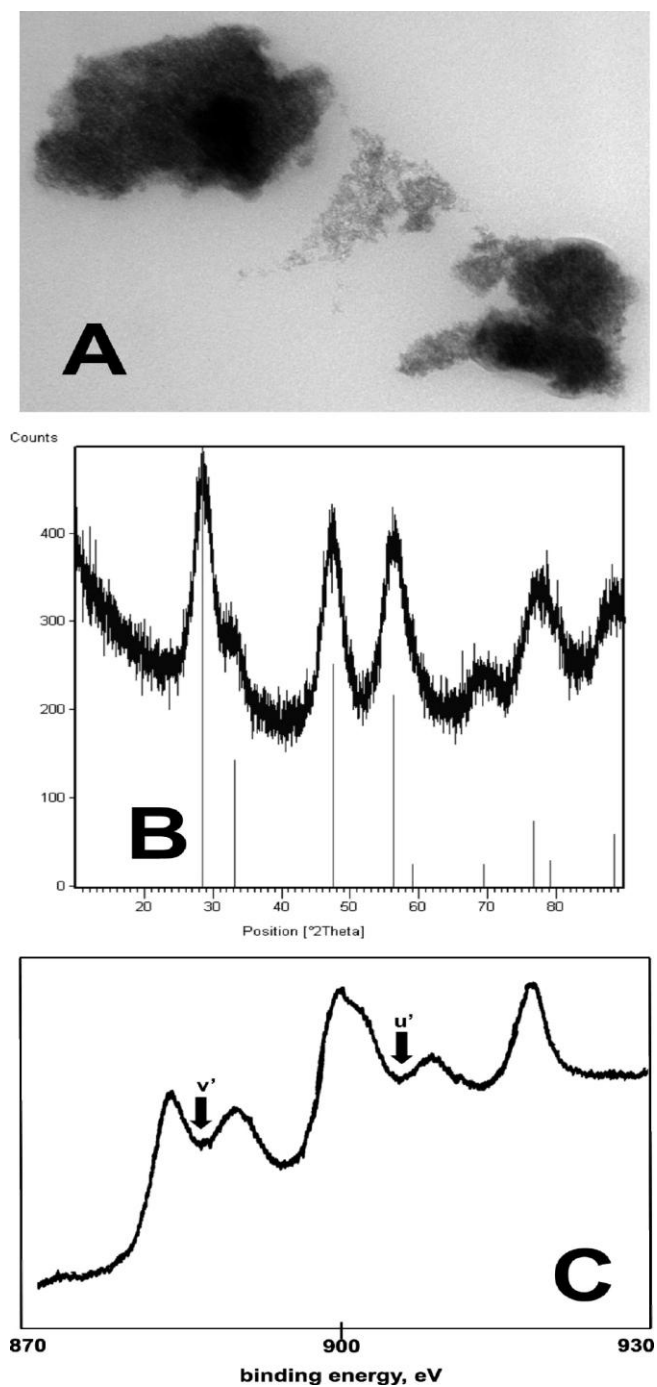 A
Counts
400
300
200
100
0
B
20 30 40 50 60 70 80
Position [°2Theta]
v'
u'
C
870 900 930
binding energy, eV